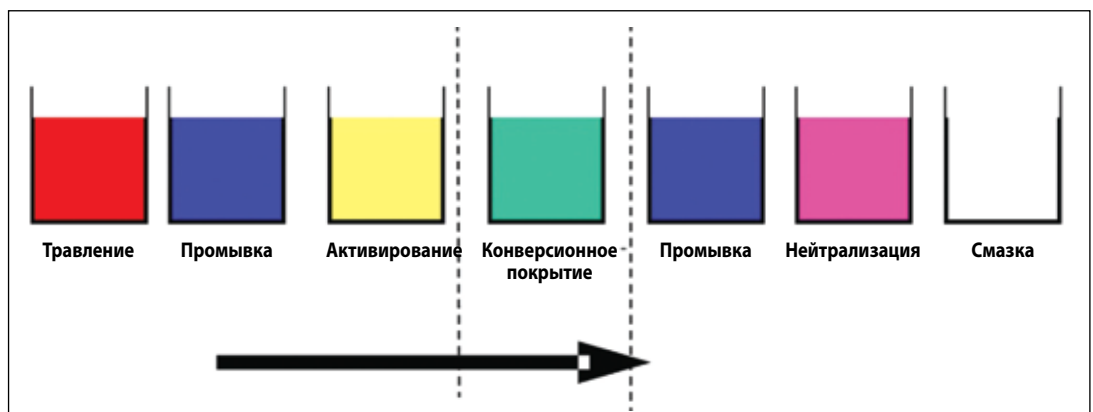 Травление Промывка Активирование Конверсионное Промывка Нейтрализация Смазка
покрытие